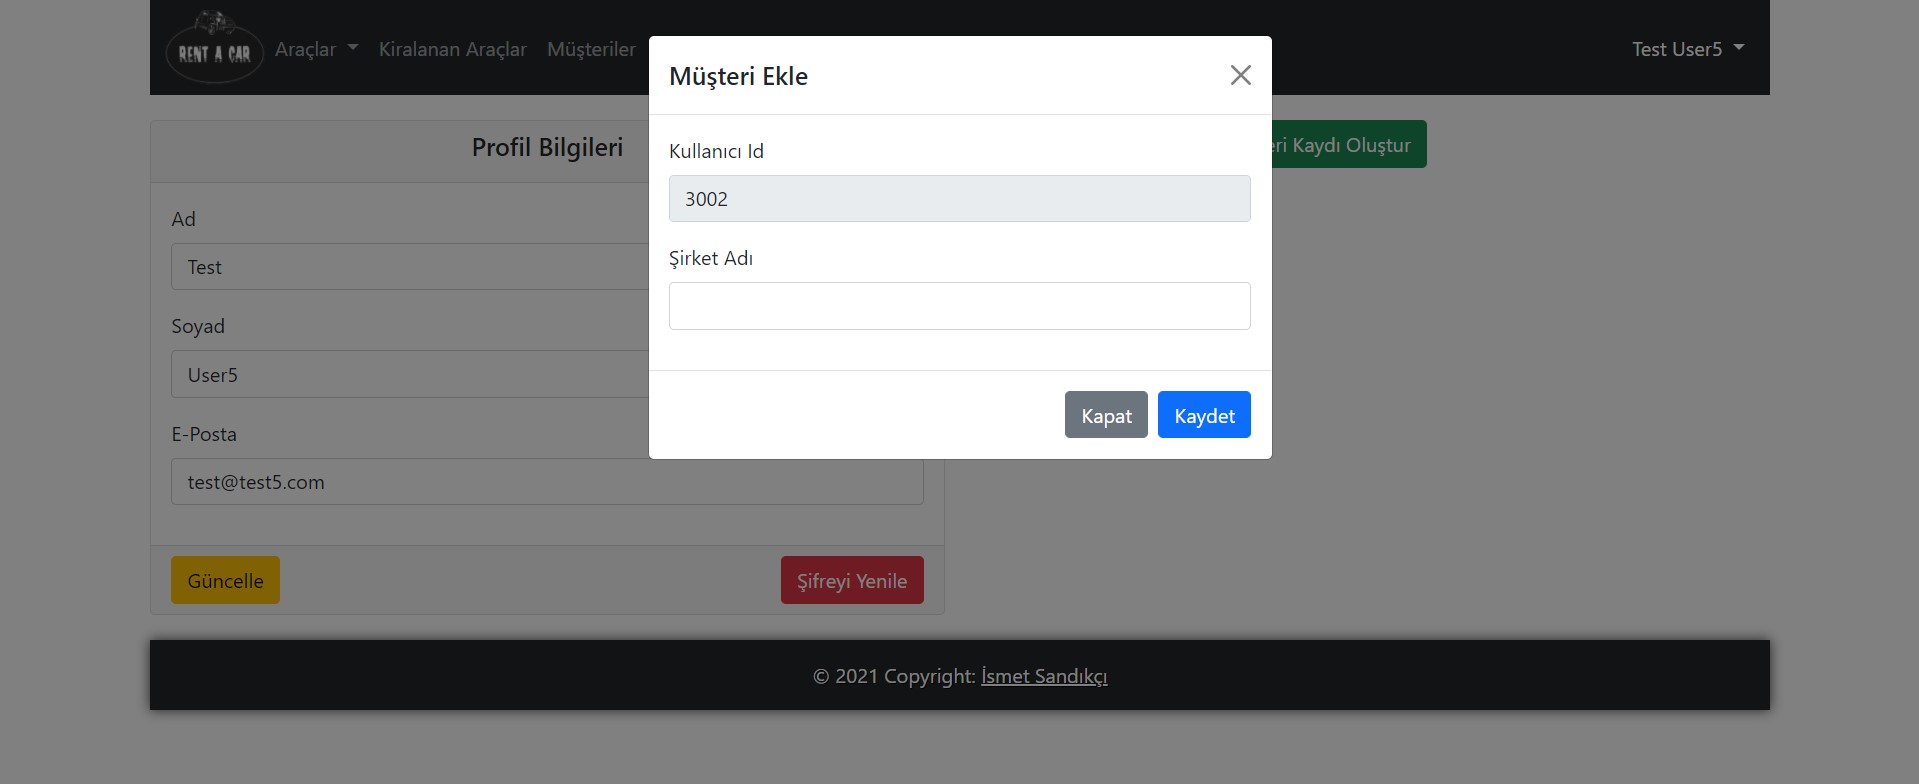 RENT A CAR
Araçlar
Kiralanan Araçlar
Müşteriler
Test User5
Müşteri Ekle
Kullanıcı Id
3002
Şirket Adı
Kapat
Kaydet
Profil Bilgileri
Ad
Test
Soyad
User5
E-Posta
test@test5.com
Güncelle
Şifreyi Yenile
Kaydı Oluştur
© 2021 Copyright: İsmet Sandıkçı